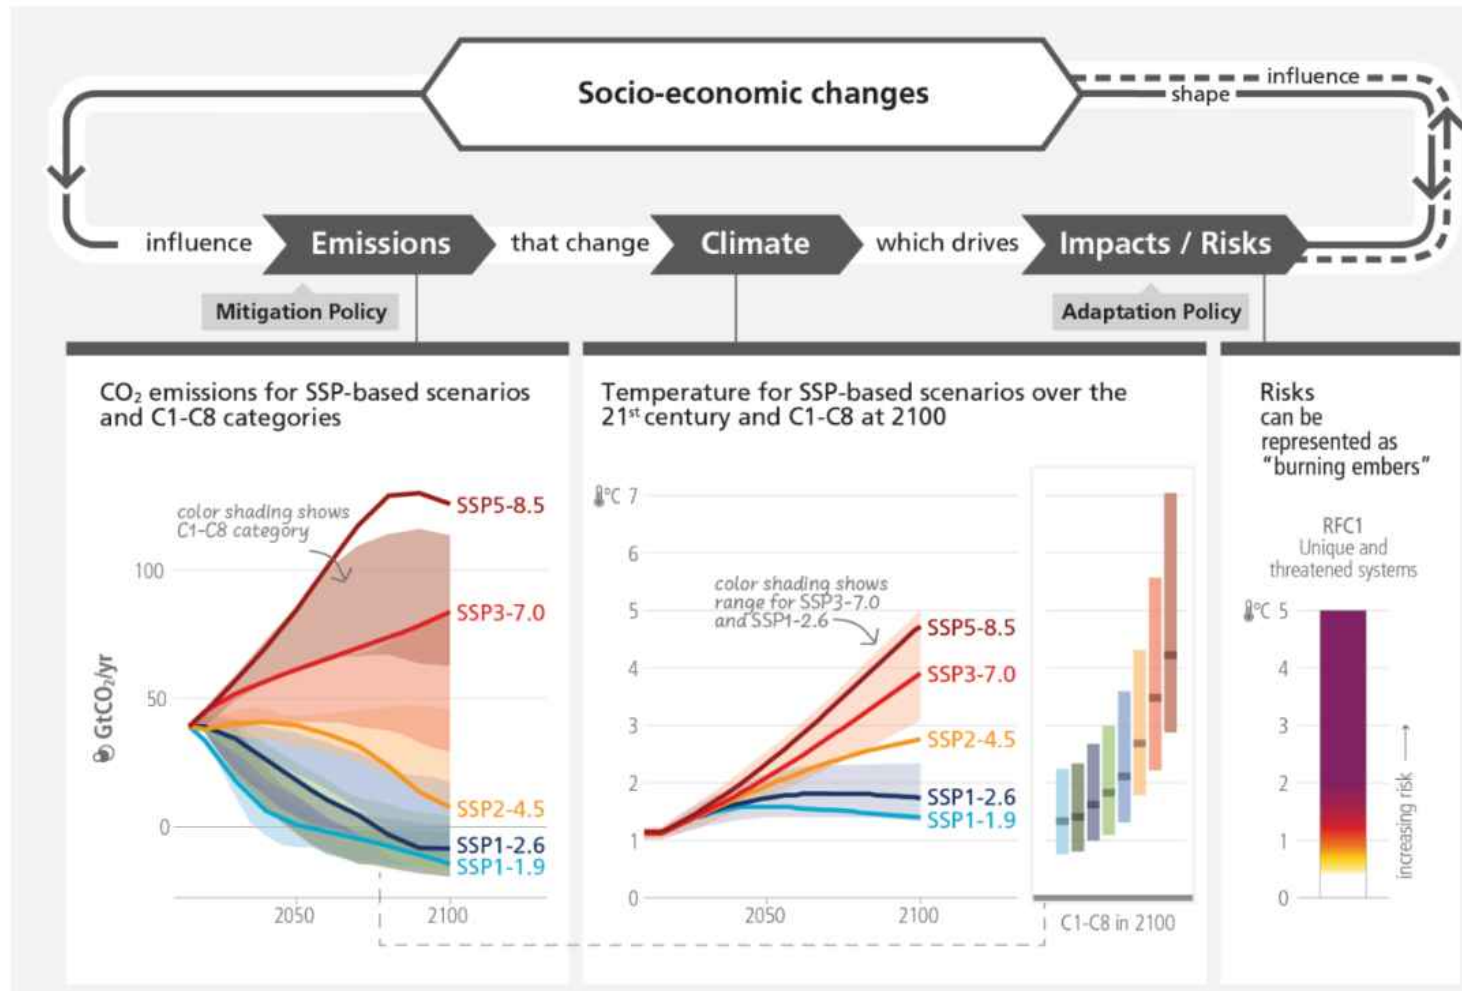 Socio-economic changes
influence
shape
influence
Emissions
that change
Climate
which drives
Impacts / Risks
Mitigation Policy
Adaptation Policy
CO₂ emissions for SSP-based scenarios
and C1-C8 categories
color shading shows
C1-C8 category
SSP5-8.5
100
SSP3-7.0
50
GtCO₂/yr
SSP2-4.5
0
SSP1-2.6
SSP1-1.9
2050
2100
Temperature for SSP-based scenarios over the
21st century and C1-C8 at 2100
°C 7
6
color shading shows
range for SSP3-7.0
and SSP1-2.6
5
SSP5-8.5
4
SSP3-7.0
3
SSP2-4.5
2
SSP1-2.6
SSP1-1.9
1
0
2050
2100
C1-C8 in 2100
Risks
can be
represented as
“burning embers”
RFC1
Unique and
threatened systems
°C 5
4
3
2
1
0
increasing risk